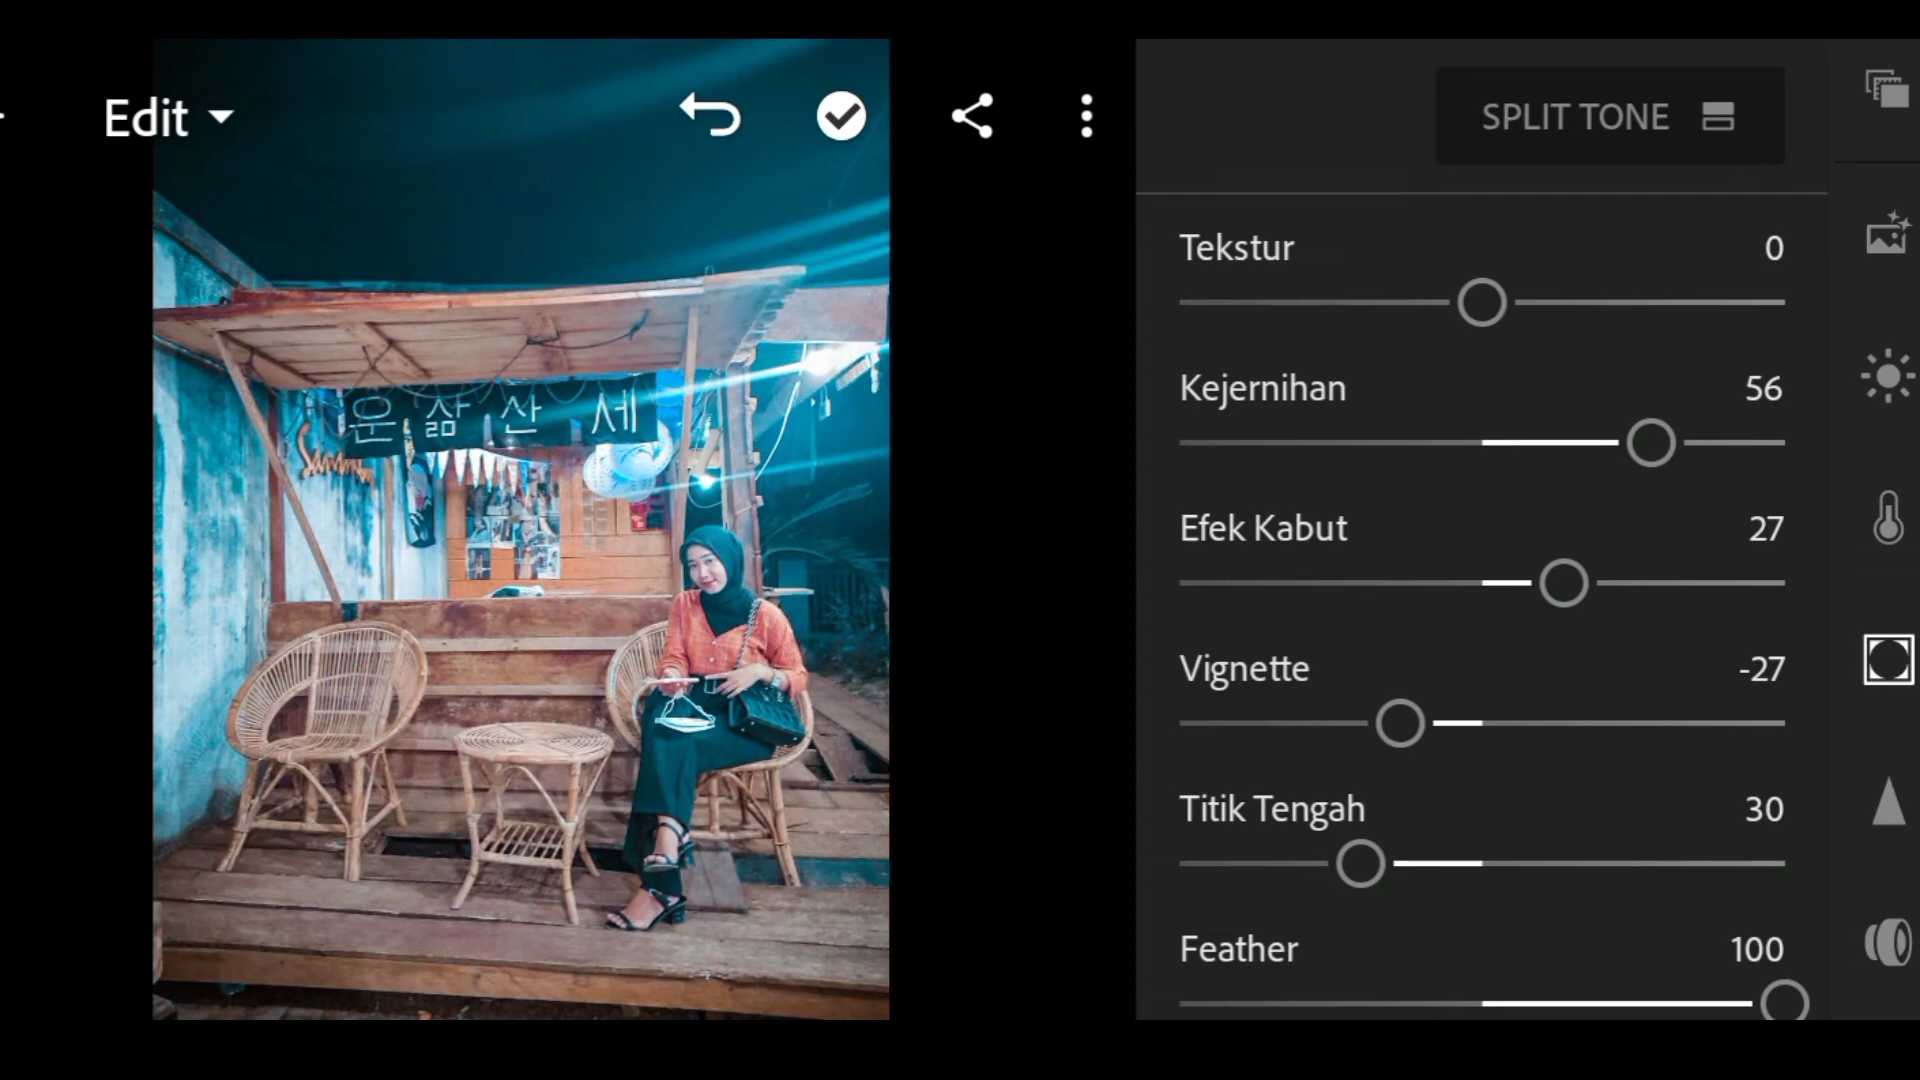 Edit
SPLIT TONE
Tekstur 0
Kejernihan 56
Efek Kabut 27
Vignette -27
Titik Tengah 30
Feather 100
운 삶 산 세